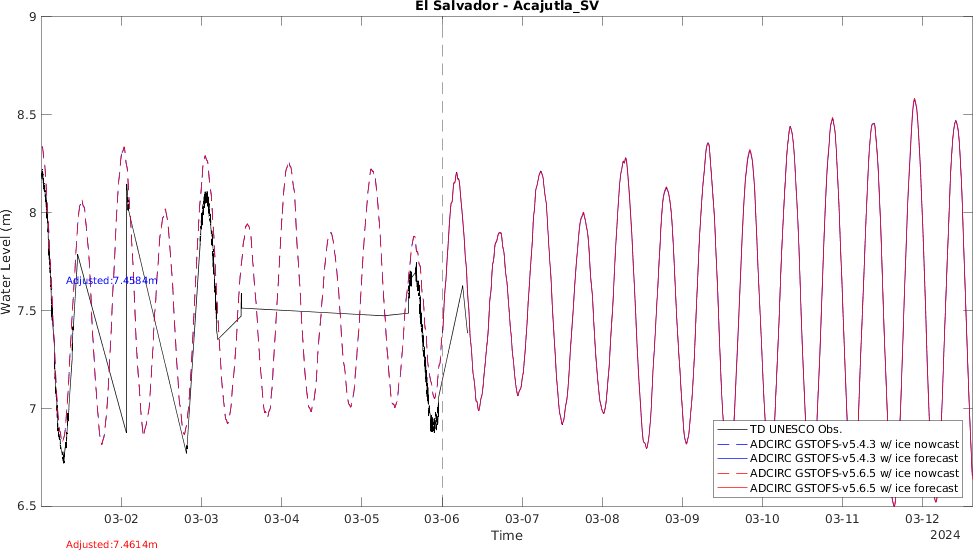 El Salvador - Acajutla_SV
9
8.5
8
7.5
7
6.5
Water Level (m)
Adjusted:7.4584m
TD UNESCO Obs.
ADCIRC GSTOFS-v5.4.3 w/ ice nowcast
ADCIRC GSTOFS-v5.4.3 w/ ice forecast
ADCIRC GSTOFS-v5.6.5 w/ ice nowcast
ADCIRC GSTOFS-v5.6.5 w/ ice forecast
03-02 03-03 03-04 03-05 03-06 03-07 03-08 03-09 03-10 03-11 03-12
Time
2024
Adjusted:7.4614m